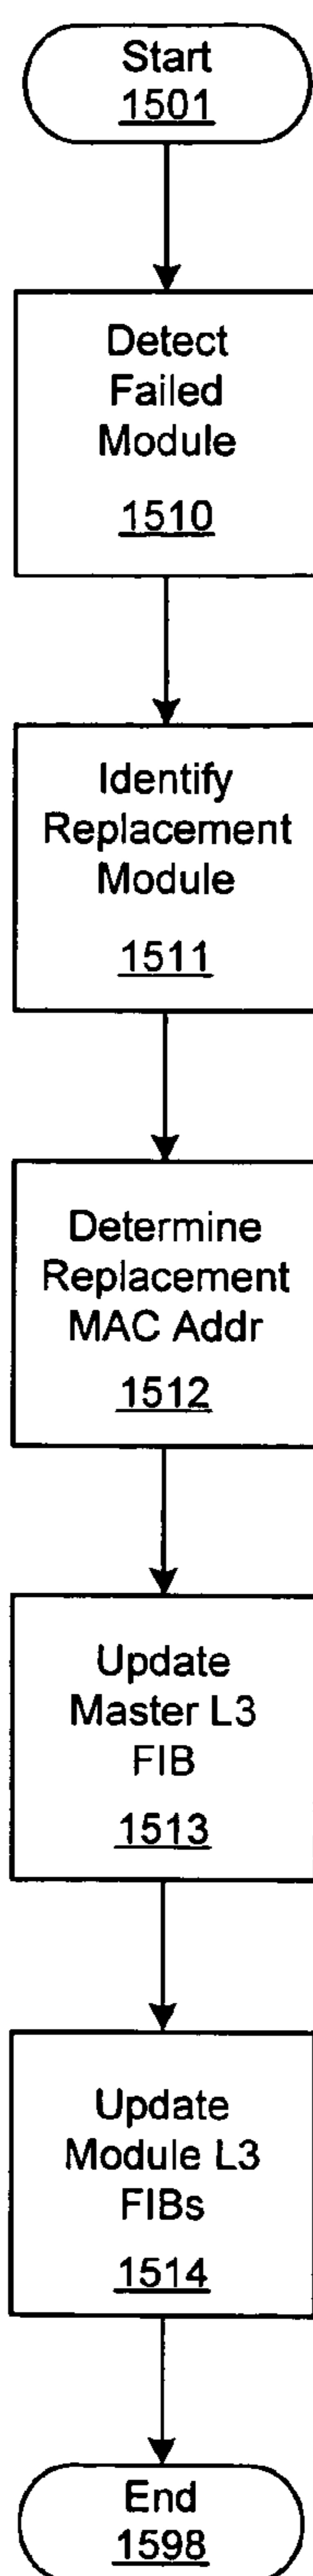 Start
1501
Detect
Failed
Module
1510
Identify
Replacement
Module
1511
Determine
Replacement
MAC Addr
1512
Update
Master L3
FIB
1513
Update
Module L3
FIBs
1514
End
1598